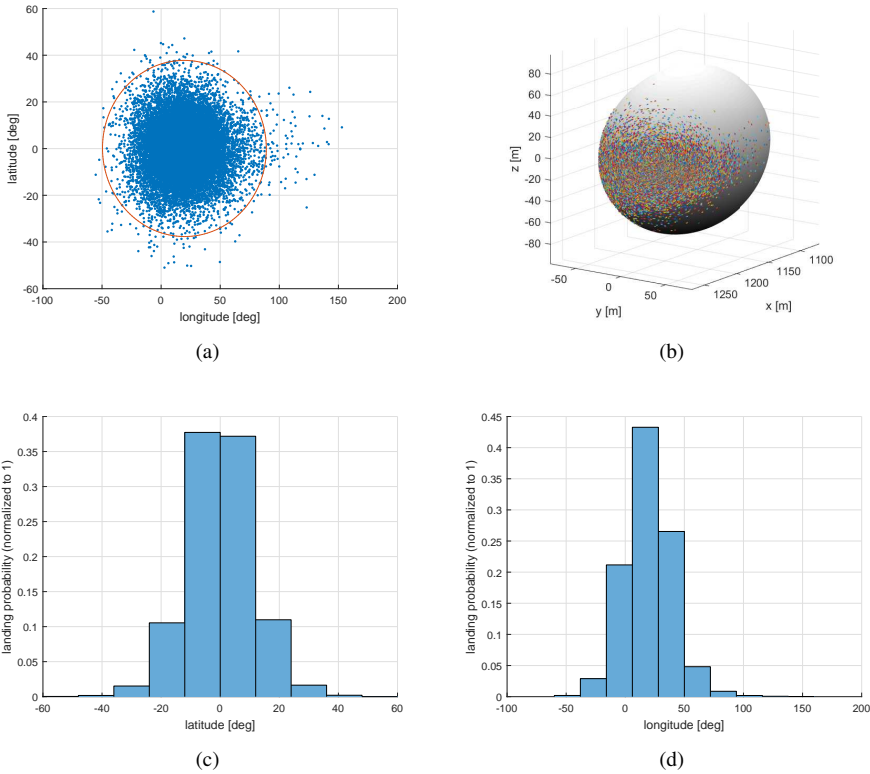 60
40
20
0
-20
-40
-60
-100 -50 0 50 100 150 200
latitude [deg]
longitude [deg]
(a)
80
60
40
20
0
-20
-40
-60
-80
z [m]
-50 0 50
y [m]
1250 1200 1150 1100
x [m]
(b)
0.4
0.35
0.3
0.25
0.2
0.15
0.1
0.05
0
-60 -40 -20 0 20 40 60
landing probability (normalized to 1)
latitude [deg]
(c)
0.45
0.4
0.35
0.3
0.25
0.2
0.15
0.1
0.05
0
-100 -50 0 50 100 150 200
landing probability (normalized to 1)
longitude [deg]
(d)